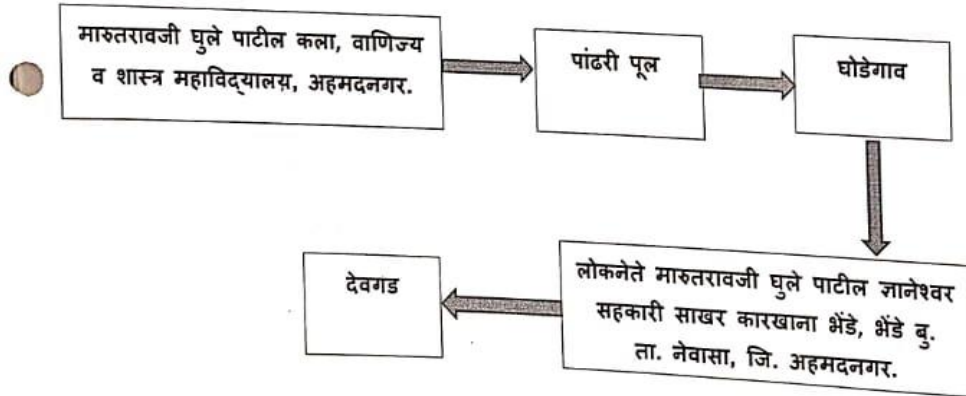 मारुतरावजी घुले पाटील कला, वाणिज्य
व शास्त्र महाविद्यालय, अहमदनगर.
पांढरी पूल
घोडेगाव
लोकनेते मारुतरावजी घुले पाटील ज्ञानेश्वर
सहकारी साखर कारखाना भेंडे, भेंडे बु.
ता. नेवासा, जि. अहमदनगर.
देवगड